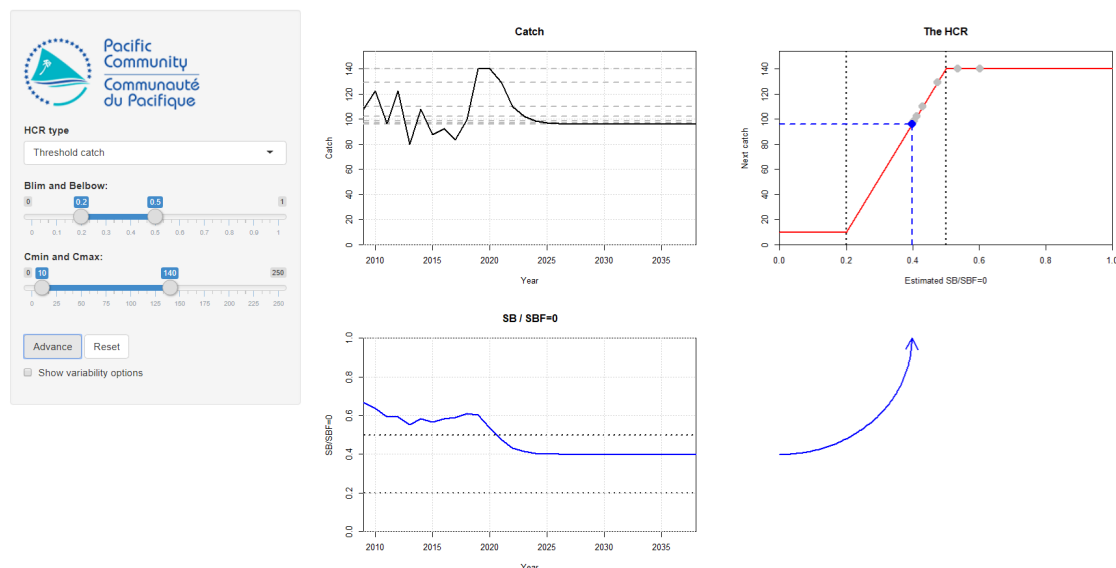 Pacific
Community
Communauté
du Pacifique
HCR type
Threshold catch
Blim and Belbow:
0 0.2 0.5 1
0 0.1 0.2 0.3 0.4 0.5 0.6 0.7 0.8 0.9 1
Cmin and Cmax:
0 10 140 250
0 25 50 75 100 125 150 175 200 225 250
Advance Reset
Show variability options
Catch
Catch
0 20 40 60 80 100 120 140
2010 2015 2020 2025 2030 2035
Year
The HCR
Next catch
0 20 40 60 80 100 120 140
0.0 0.2 0.4 0.6 0.8 1.0
Estimated SB/SBF=0
SB / SBF=0
SB/SBF=0
0.0 0.2 0.4 0.6 0.8 1.0
2010 2015 2020 2025 2030 2035
Year